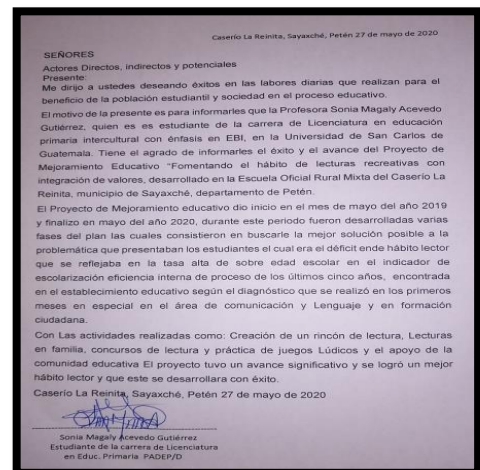 Caserío La Reinita, Sayaxché, Petén 27 de mayo de 2020
SEÑORES
Actores Directos, indirectos y potenciales
Presente:
Me dirijo a ustedes deseando éxitos en las labores diarias que realizan para el
beneficio de la población estudiantil y sociedad en el proceso educativo.
El motivo de la presente es para informarles que la Profesora Sonia Magaly Acevedo
Gutiérrez, quien es es estudiante de la carrera de Licenciatura en educación
primaria intercultural con énfasis en EBI, en la Universidad de San Carlos de
Guatemala. Tiene el agrado de informarles el éxito y el avance del Proyecto de
Mejoramiento Educativo “Fomentando el hábito de lecturas recreativas con
integración de valores, desarrollado en la Escuela Oficial Rural Mixta del Caserío La
Reinita, municipio de Sayaxché, departamento de Petén.
El Proyecto de Mejoramiento educativo dio inicio en el mes de mayo del año 2019
y finalizo en mayo del año 2020, durante este periodo fueron desarrolladas varias
fases del plan las cuales consistieron en buscarle la mejor solución posible a la
problemática que presentaban los estudiantes el cual era el déficit ende hábito lector
que se reflejaba en la tasa alta de sobre edad escolar en el indicador de
escolarización eficiencia interna de proceso de los últimos cinco años, encontrada
en el establecimiento educativo según el diagnóstico que se realizó en los primeros
meses en especial en el área de comunicación y Lenguaje y en formación
ciudadana.
Con Las actividades realizadas como: Creación de un rincón de lectura, Lecturas
en familia, concursos de lectura y práctica de juegos Lúdicos y el apoyo de la
comunidad educativa El proyecto tuvo un avance significativo y se logró un mejor
hábito lector y que este se desarrollara con éxito.
Caserío La Reinita, Sayaxché, Petén 27 de mayo de 2020
Sonia Magaly Acevedo Gutiérrez
Estudiante de la carrera de Licenciatura
en Educ. Primaria PADEP/D